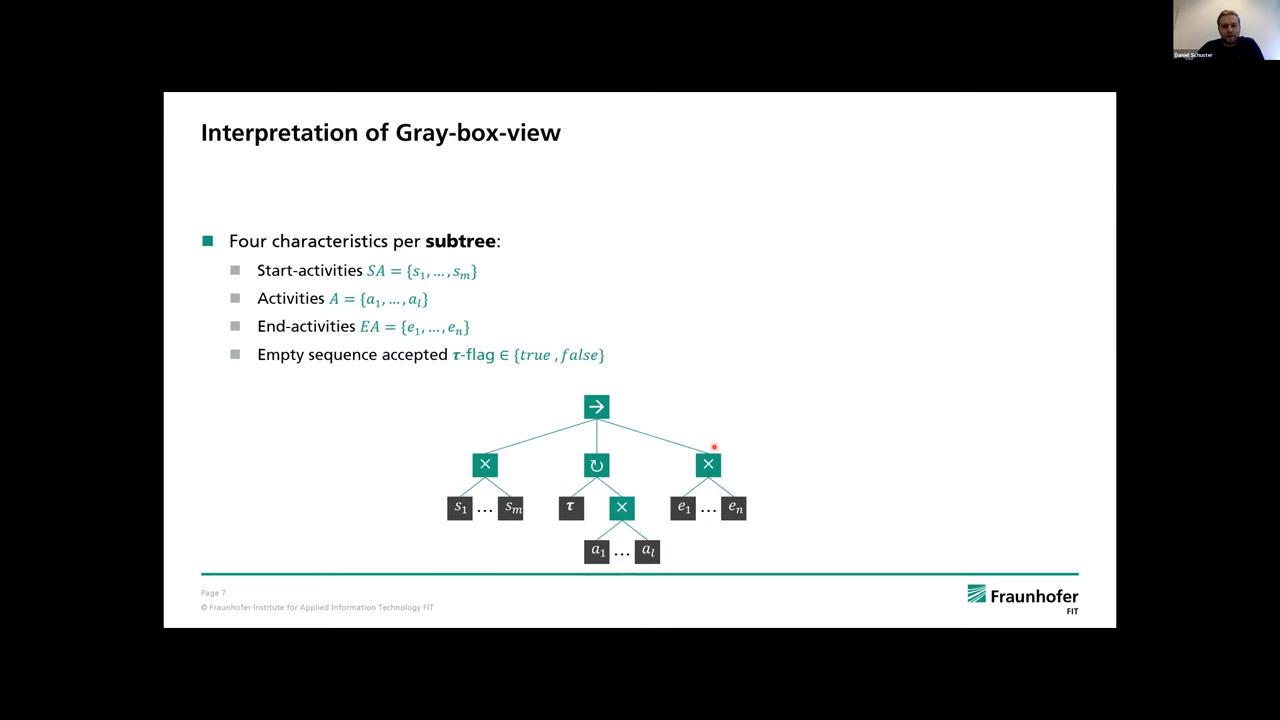 Daniel Schuster
Interpretation of Gray-box-view
Four characteristics per subtree:
Start-activities SA = {s₁, … , sₘ}
Activities A = {a₁, … , aₗ}
End-activities EA = {e₁, … , eₙ}
Empty sequence accepted τ-flag ∈ {true , false}
→
× ↻ ×
s₁ … sₘ τ × e₁ … eₙ
a₁ … aₗ
Page 7
© Fraunhofer Institute for Applied Information Technology FIT
Fraunhofer
FIT